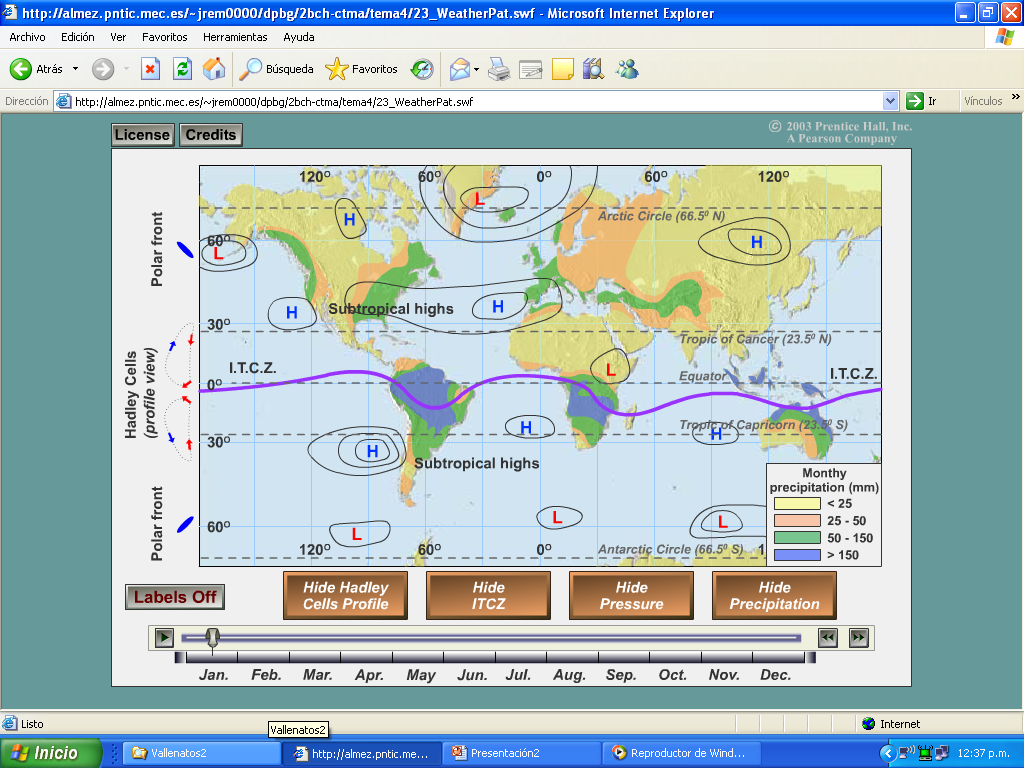 http://almez.pntic.mec.es/~jrem0000/dpbg/2bch-ctma/tema4/23_WeatherPat.swf - Microsoft Internet Explorer
Archivo Edición Ver Favoritos Herramientas Ayuda
Atrás Búsqueda Favoritos
Dirección http://almez.pntic.mec.es/~jrem0000/dpbg/2bch-ctma/tema4/23_WeatherPat.swf Ir Vínculos »
License Credits
© 2003 Prentice Hall, Inc.
A Pearson Company
120° 60° 0° 60° 120°
L
Arctic Circle (66.5° N)
H
Polar front
60°
H
L
H
H
Subtropical highs
30°
Tropic of Cancer (23.5° N)
Hadley Cells
(profile view)
I.T.C.Z.
L
Equator
I.T.C.Z.
0°
Tropic of Capricorn (23.5° S)
H
H
30°
H
Subtropical highs
Monthy
precipitation (mm)
< 25
25 - 50
50 - 150
> 150
Polar front
60°
L
L
L
120° 60° 0°
Antarctic Circle (66.5° S) 1
Labels Off
Hide Hadley
Cells Profile
Hide
ITCZ
Hide
Pressure
Hide
Precipitation
Jan. Feb. Mar. Apr. May Jun. Jul. Aug. Sep. Oct. Nov. Dec.
Listo
Internet
Vallenatos2
Inicio
Vallenatos2
http://almez.pntic.me...
Presentación2
Reproductor de Wind...
12:37 p.m.